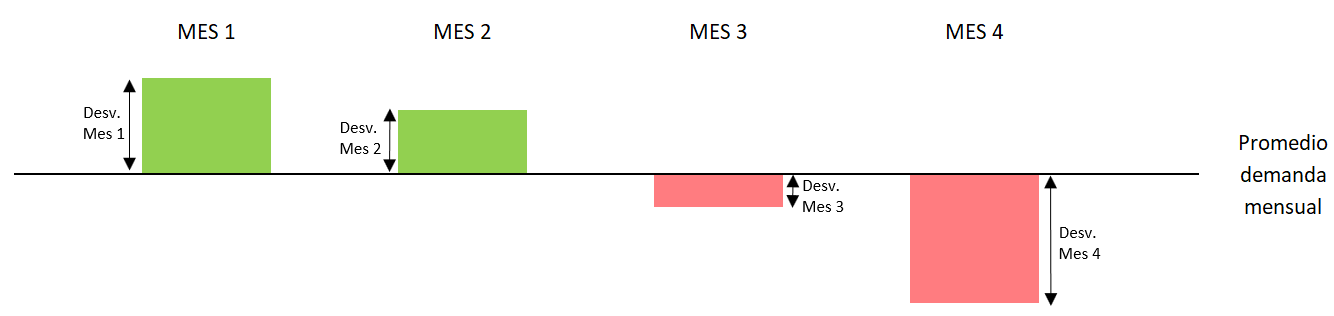 MES 1
MES 2
MES 3
MES 4
Desv.
Mes 1
Desv.
Mes 2
Desv.
Mes 3
Desv.
Mes 4
Promedio
demanda
mensual